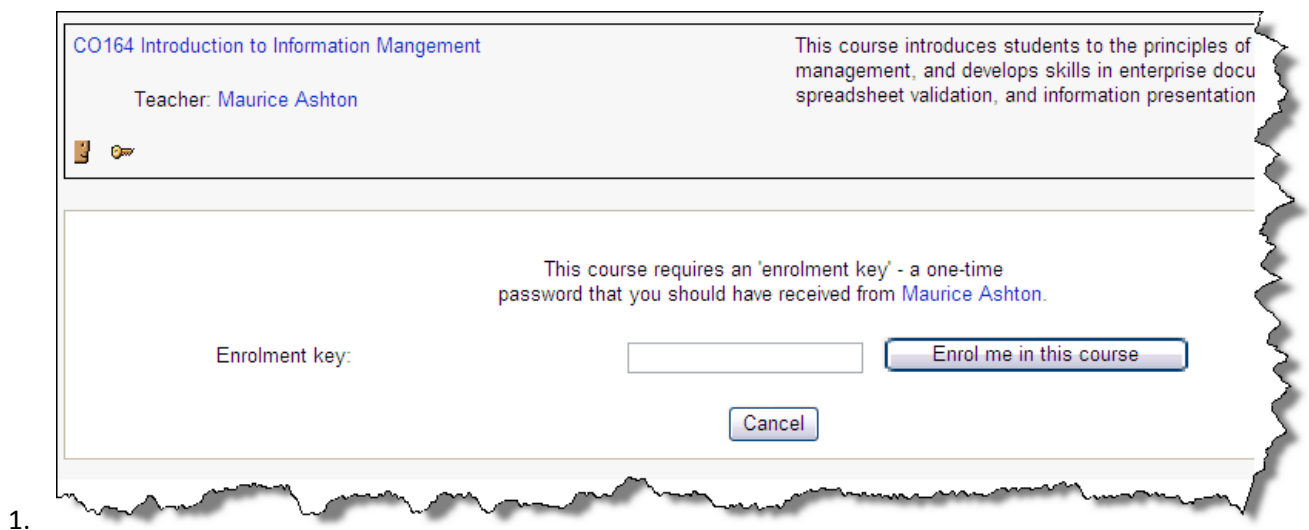 CO164 Introduction to Information Mangement
This course introduces students to the principles of
management, and develops skills in enterprise docu
Teacher: Maurice Ashton
spreadsheet validation, and information presentation
This course requires an 'enrolment key' - a one-time
password that you should have received from Maurice Ashton.
Enrolment key:
Enrol me in this course
Cancel
1.